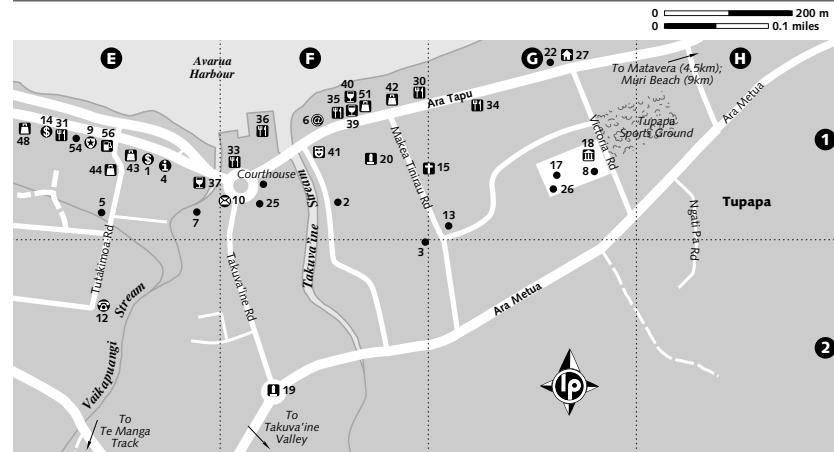 0 200 m
0 0.1 miles
E
Avarua
Harbour
F
G
22
27
H
To Matavera (4.5km);
Muri Beach (9km)
40
51
42
30
35
39
Ara Tapu
34
Ara Metua
14
31
9
56
36
6
48
54
33
41
20
Makea Tinirau Rd
15
Victoria Rd
Tupapa
Sports Ground
18
1
44
43
1
4
37
Courthouse
17
8
26
5
7
10
25
2
13
3
Tupapa
Ngati Pa Rd
Tutakimoa Rd
Takuva'ine Rd
Takuva'ine
Stream
12
Vaikapuangi
Stream
Ara Metua
2
lp
19
To
Te Manga
Track
To
Takuva'ine
Valley